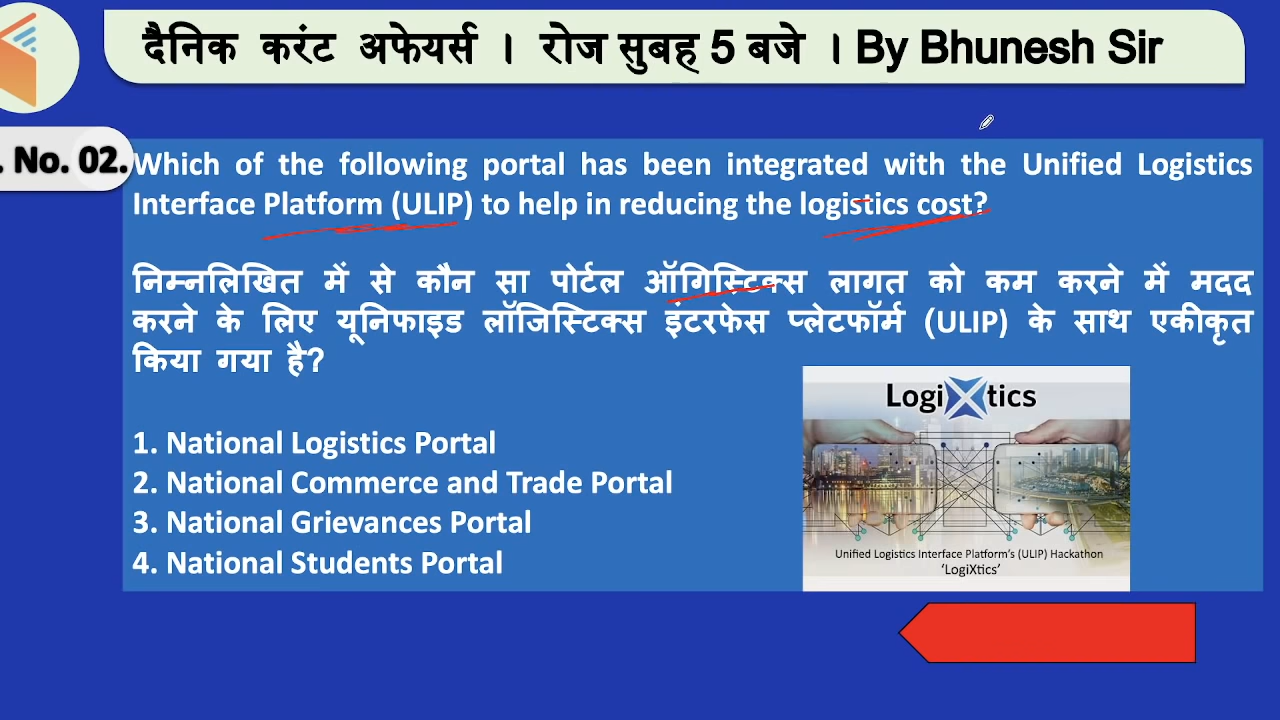 दैनिक करंट अफेयर्स । रोज सुबह 5 बजे । By Bhunesh Sir
. No. 02.
Which of the following portal has been integrated with the Unified Logistics
Interface Platform (ULIP) to help in reducing the logistics cost?
निम्नलिखित में से कौन सा पोर्टल ऑगिस्टिक्स लागत को कम करने में मदद
करने के लिए यूनिफाइड लॉजिस्टिक्स इंटरफेस प्लेटफॉर्म (ULIP) के साथ एकीकृत
किया गया है?
1. National Logistics Portal
2. National Commerce and Trade Portal
3. National Grievances Portal
4. National Students Portal
LogiXtics
Unified Logistics Interface Platform's (ULIP) Hackathon
‘LogiXtics’